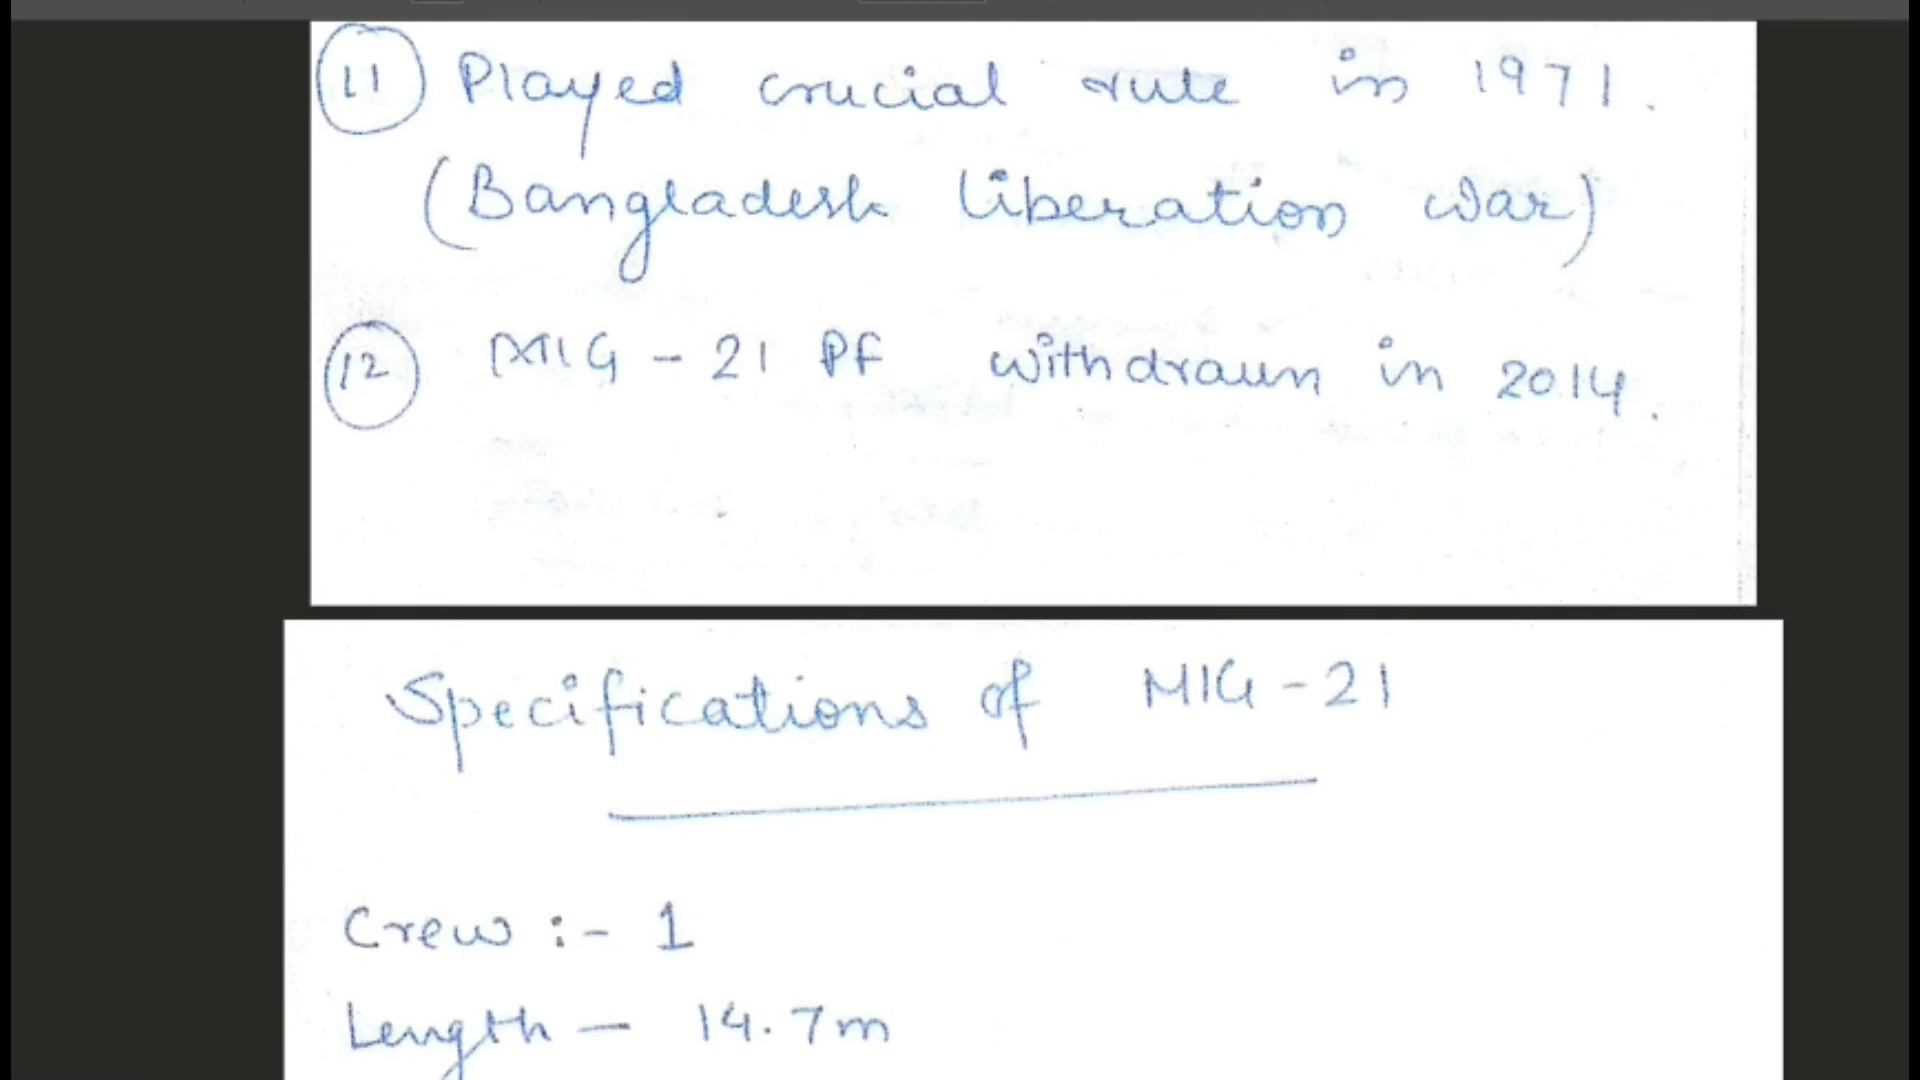 11 Played crucial rule in 1971.
(Bangladesh liberation war)
12 MIG - 21 PF withdrawn in 2014.
Specifications of MIG - 21
Crew :- 1
Length — 14.7m